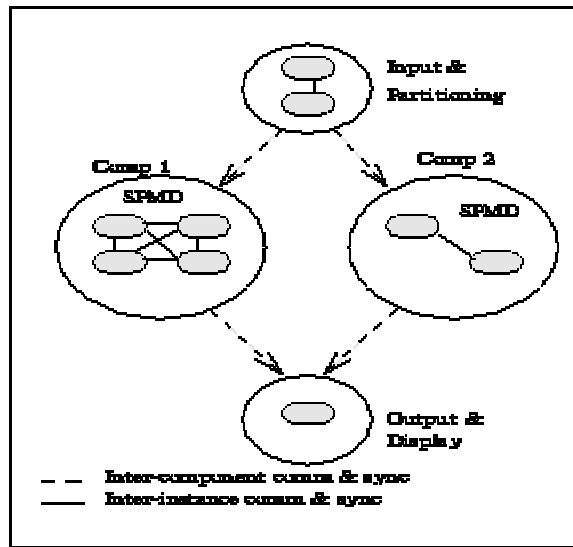 Input &
Partitioning
Comp 1
Comp 2
SPMD
SPMD
Output &
Display
Inter-component comm & sync
Inter-instance comm & sync